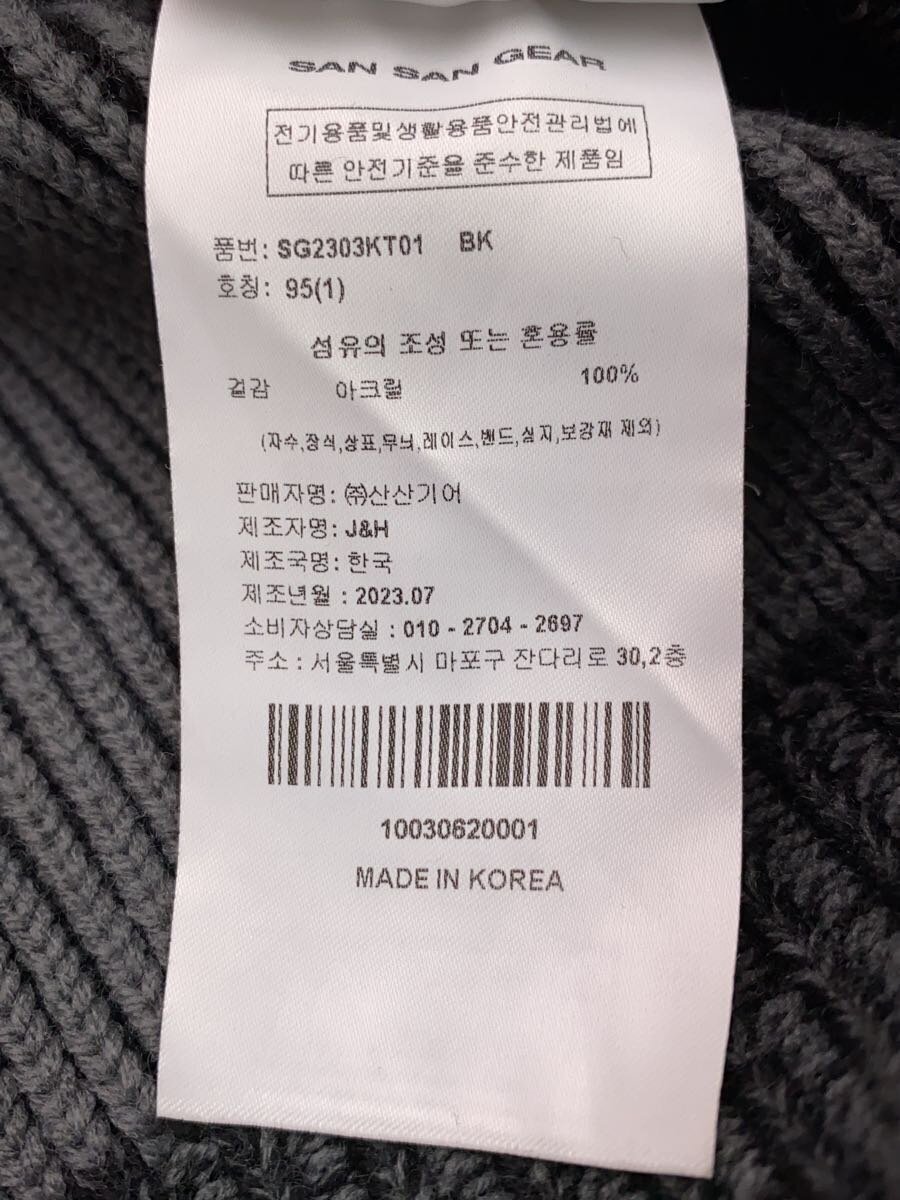 SAN SAN GEAR
전기용품및생활용품안전관리법에
따른 안전기준을 준수한 제품임
품번: SG2303KT01 BK
호칭: 95(1)
섬유의 조성 또는 혼용률
겉감 아크릴 100%
(자수,장식,상표,무늬,레이스,밴드,심지,보강재 제외)
판매자명: ㈜산산기어
제조자명: J&H
제조국명: 한국
제조년월 : 2023.07
소비자상담실 : 010 - 2704 - 2697
주소 : 서울특별시 마포구 잔다리로 30,2층
10030620001
MADE IN KOREA